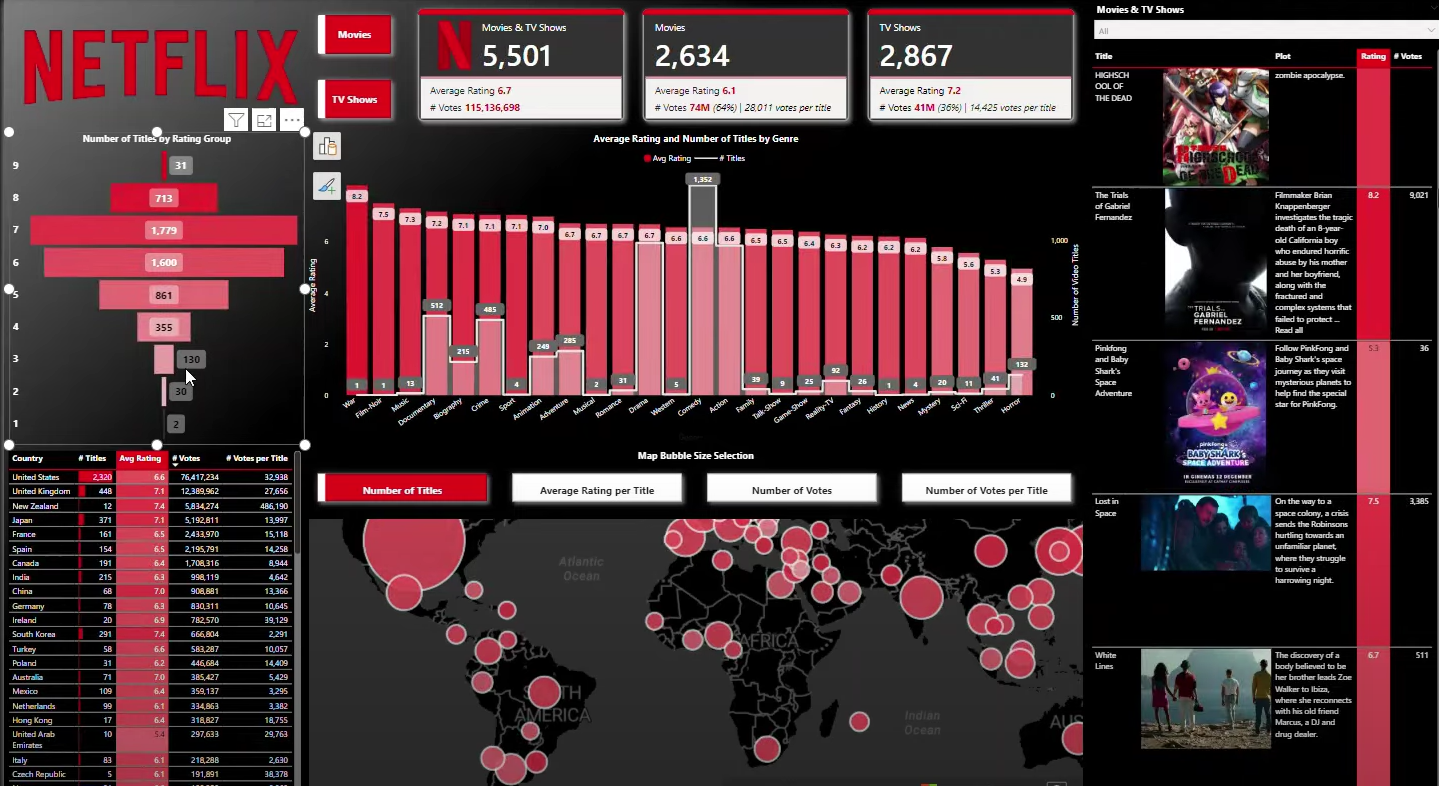 NETFLIX
Movies
TV Shows
Movies & TV Shows
5,501
Average Rating 6.7
# Votes 115,136,698
Movies
2,634
Average Rating 6.1
# Votes 74M (64%) | 28,011 votes per title
TV Shows
2,867
Average Rating 7.2
# Votes 41M (36%) | 14,425 votes per title
Number of Titles by Rating Group
9 31
8 713
7 1,779
6 1,600
5 861
4 355
3 130
2 30
1 2
Average Rating and Number of Titles by Genre
Avg Rating # Titles
1,352
8.2 7.5 7.3 7.2 7.1 7.1 7.1 7.0 6.7 6.7 6.7 6.7 6.6 6.6 6.6 6.5 6.5 6.4 6.3 6.2 6.2 6.2 5.8 5.6 5.3 4.9
6
4
2
0
Average Rating
1,000
500
0
Number of Video Titles
1 1 13 512 215 485 4 249 285 2 31 5 39 9 25 92 26 1 4 20 11 41 132
War Film-Noir Music Documentary Biography Crime Sport Animation Adventure Musical Romance Drama Western Comedy Action Family Talk-Show Game-Show Reality-TV Fantasy History News Mystery Sci-Fi Thriller Horror
Country # Titles Avg Rating # Votes # Votes per Title
United States 2,320 6.6 76,417,234 32,938
United Kingdom 448 7.1 12,389,962 27,656
New Zealand 12 7.4 5,834,274 486,190
Japan 371 7.1 5,192,811 13,997
France 161 6.5 2,433,970 15,118
Spain 154 6.5 2,195,791 14,258
Canada 191 6.4 1,708,316 8,944
India 215 6.3 998,119 4,642
China 68 7.0 908,881 13,366
Germany 78 6.3 830,311 10,645
Ireland 20 6.9 782,570 39,129
South Korea 291 7.4 666,804 2,291
Turkey 58 6.6 583,287 10,057
Poland 31 6.2 446,684 14,409
Australia 71 7.0 385,427 5,429
Mexico 109 6.4 359,137 3,295
Netherlands 99 6.1 334,863 3,382
Hong Kong 17 6.4 318,827 18,755
United Arab
Emirates 10 5.4 297,633 29,763
Italy 83 6.1 218,288 2,630
Czech Republic 5 6.1 191,891 38,378
Map Bubble Size Selection
Number of Titles
Average Rating per Title
Number of Votes
Number of Votes per Title
Atlantic
Ocean
AFRICA
SOUTH
AMERICA
Indian
Ocean
AUS
Movies & TV Shows
All
Title Plot Rating # Votes
HIGHSCH
OOL OF
THE DEAD
zombie apocalypse.
HIGHSCHOOL
OF THE DEAD
The Trials
of Gabriel
Fernandez
THE TRIALS
OF
GABRIEL
FERNANDEZ
Filmmaker Brian
Knappenberger
investigates the tragic
death of an 8-year-
old California boy
who endured horrific
abuse by his mother
and her boyfriend,
along with the
fractured and
complex systems that
failed to protect ...
Read all
8.2 9,021
Pinkfong
and Baby
Shark's
Space
Adventure
pinkfong
BABY SHARK'S
SPACE ADVENTURE
IN CINEMAS 12 DECEMBER
Follow PinkFong and
Baby Shark's space
journey as they visit
mysterious planets to
help find the special
star for PinkFong.
5.3 36
Lost in
Space
On the way to a
space colony, a crisis
sends the Robinsons
hurtling towards an
unfamiliar planet,
where they struggle
to survive a
harrowing night.
7.5 3,385
White
Lines
The discovery of a
body believed to be
her brother leads Zoe
Walker to Ibiza,
where she reconnects
with his old friend
Marcus, a DJ and
drug dealer.
6.7 511